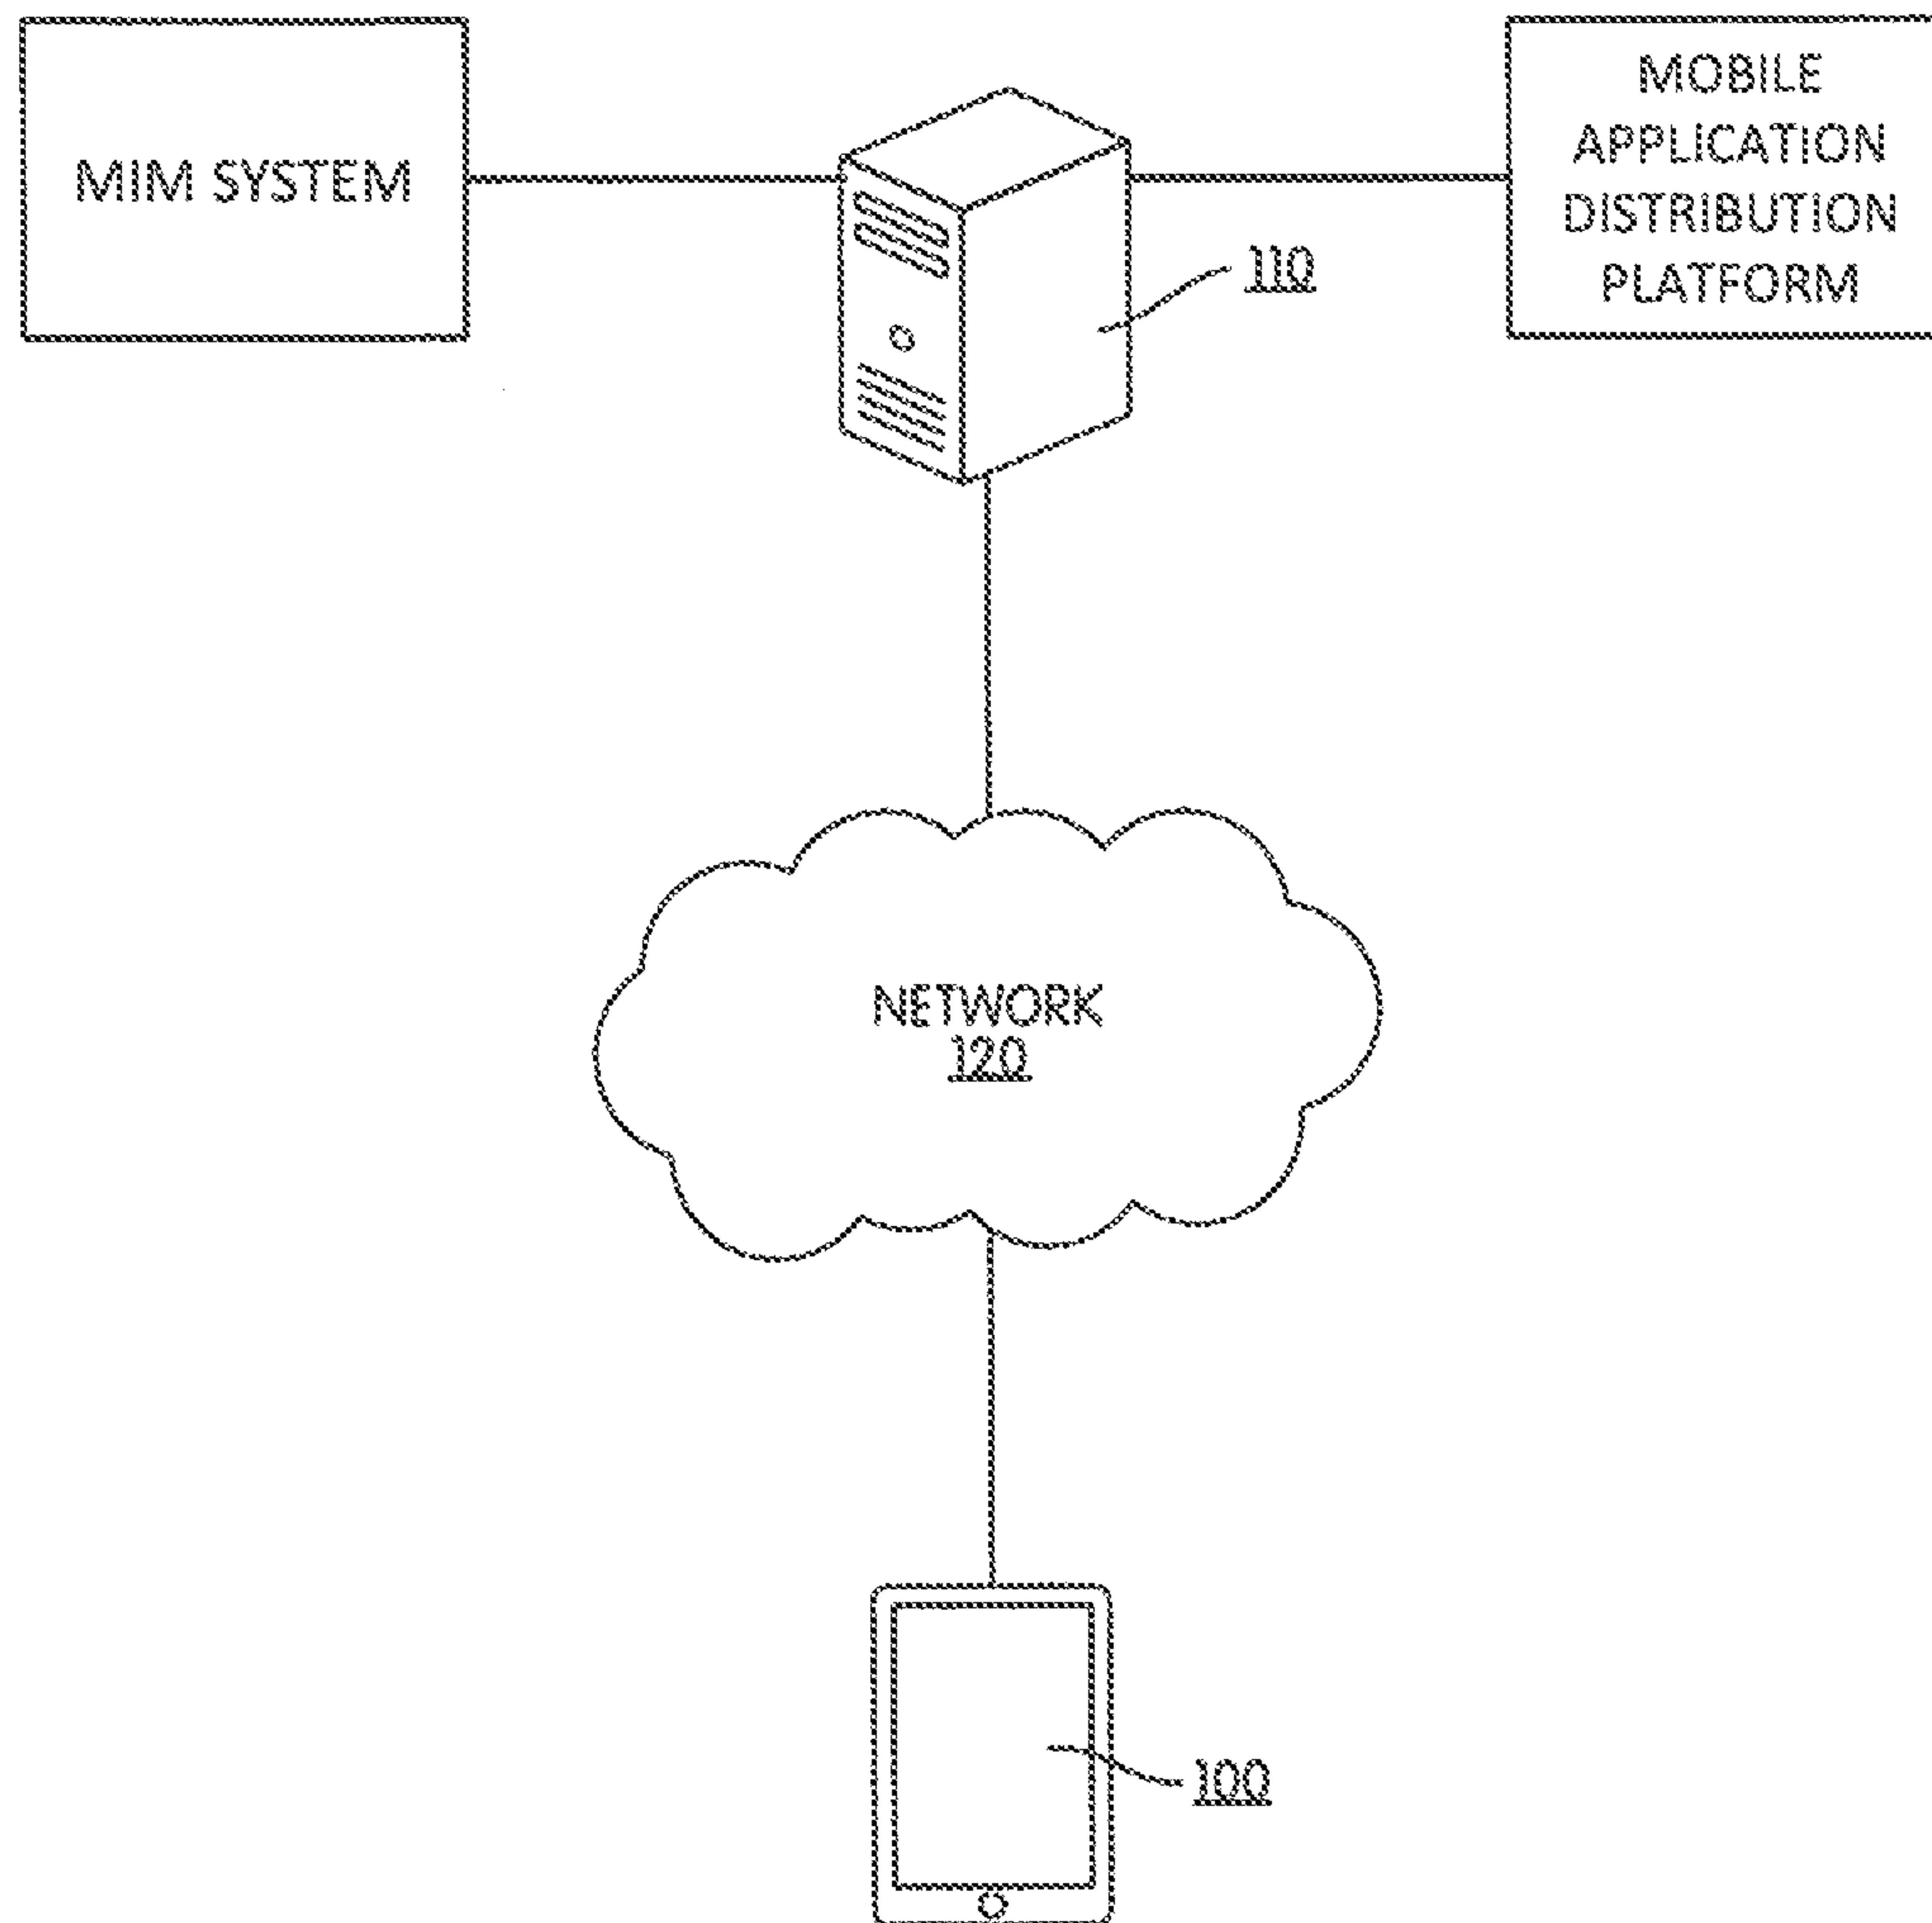 MIM SYSTEM
MOBILE
APPLICATION
DISTRIBUTION
PLATFORM
110
NETWORK
120
100